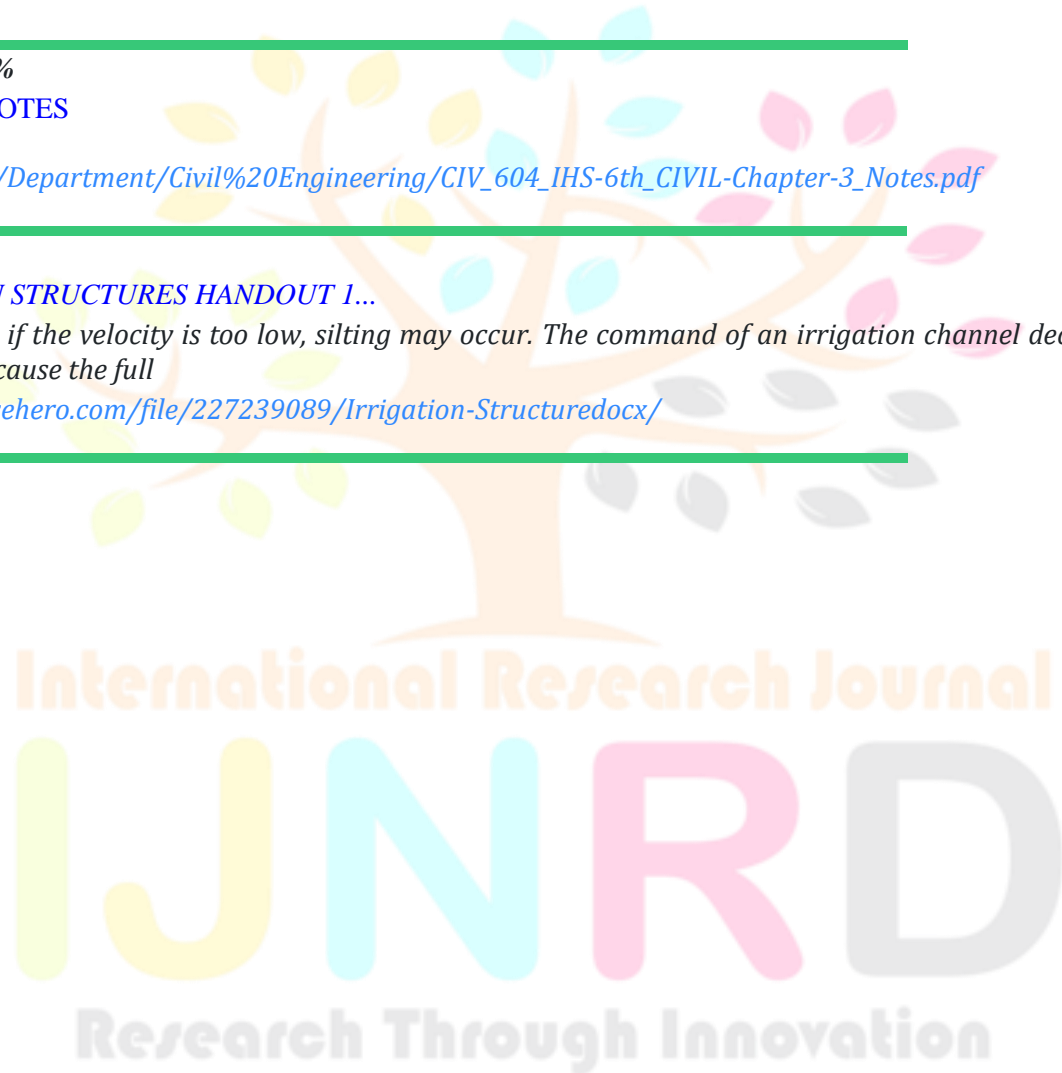 %
OTES
/Department/Civil%20Engineering/CIV_604_IHS-6th_CIVIL-Chapter-3_Notes.pdf
STRUCTURES HANDOUT 1...
if the velocity is too low, silting may occur. The command of an irrigation channel dec
cause the full
ehero.com/file/227239089/Irrigation-Structuredocx/
International Research Journal
IJNRD
Research Through Innovation